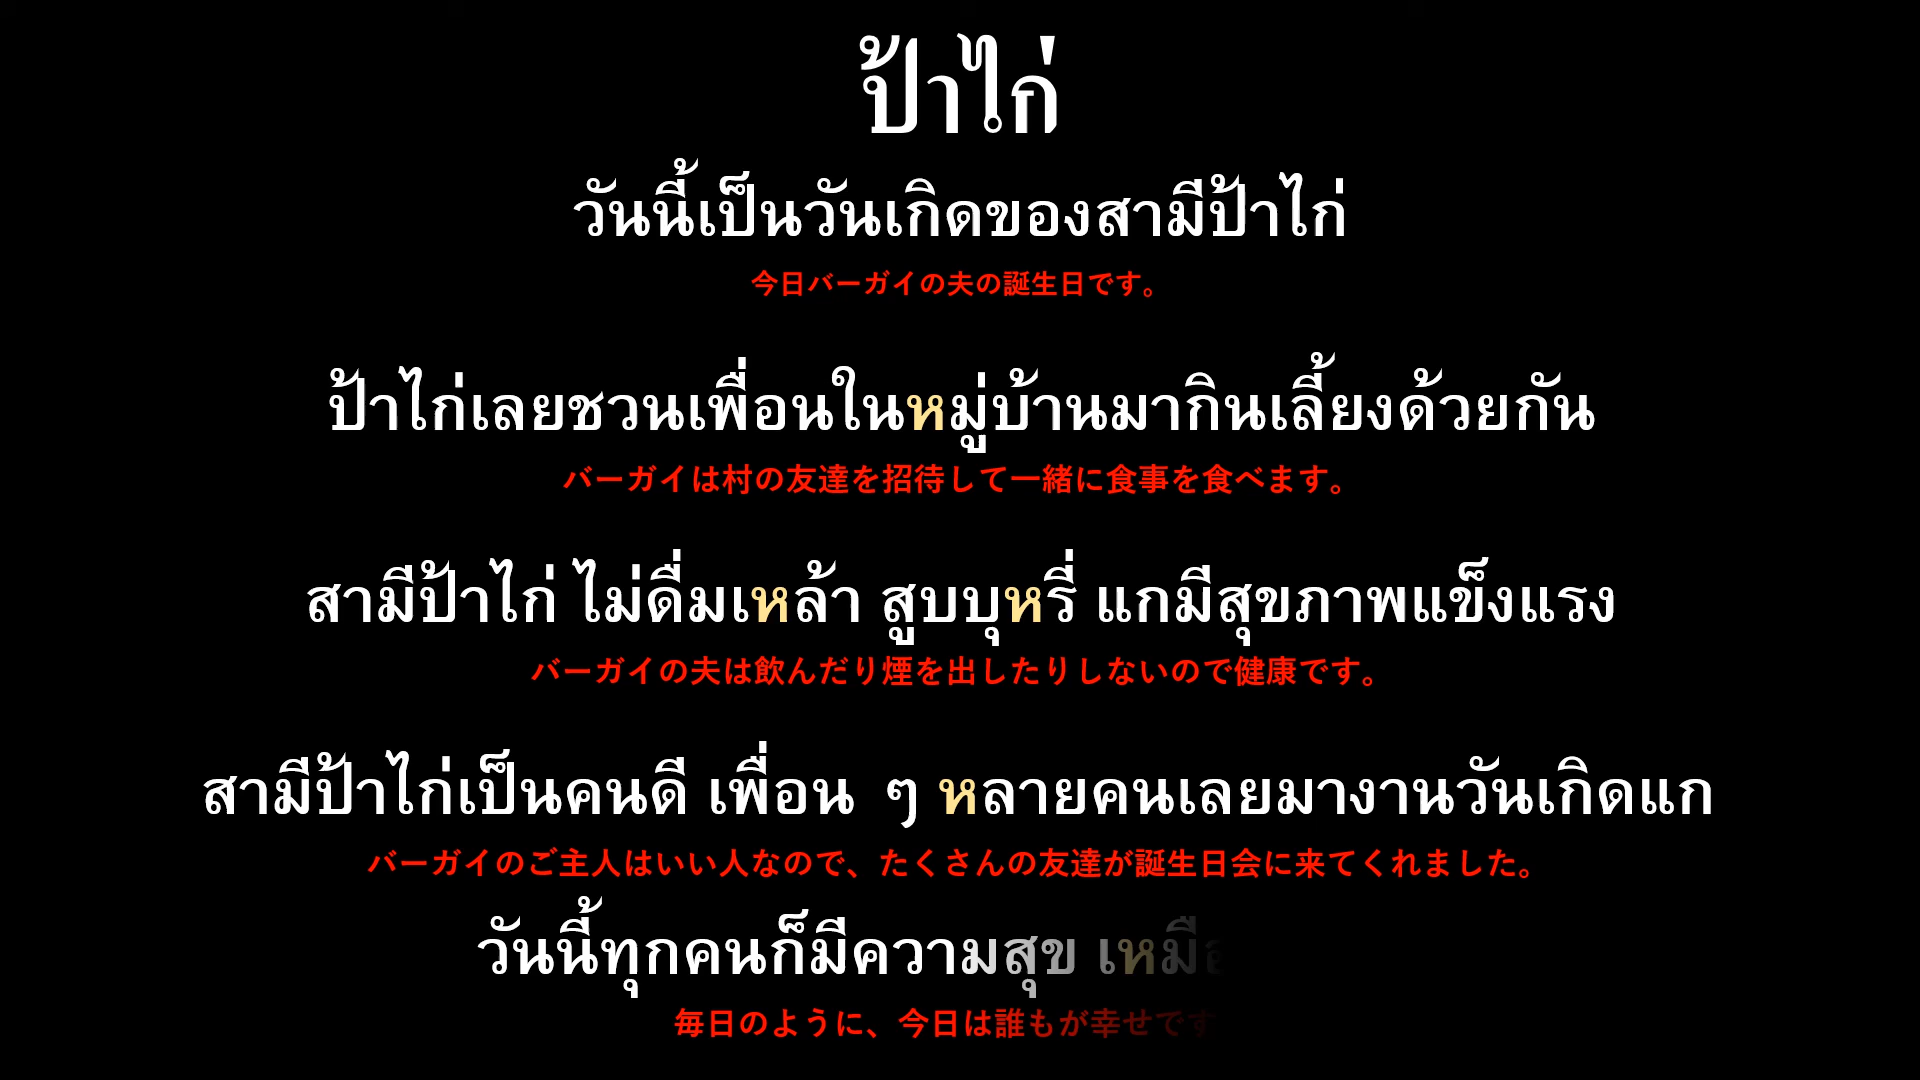 ป้าไก่
วันนี้เป็นวันเกิดของสามีป้าไก่
今日バーガイの夫の誕生日です。
ป้าไก่เลยชวนเพื่อนในหมู่บ้านมากินเลี้ยงด้วยกัน
バーガイは村の友達を招待して一緒に食事を食べます。
สามีป้าไก่ ไม่ดื่มเหล้า สูบบุหรี่ แกมีสุขภาพแข็งแรง
バーガイの夫は飲んだり煙を出したりしないので健康です。
สามีป้าไก่เป็นคนดี เพื่อน ๆ หลายคนเลยมางานวันเกิดแก
バーガイのご主人はいい人なので、たくさんの友達が誕生日会に来てくれました。
วันนี้ทุกคนก็มีความสุข
毎日のように、今日は誰もが幸せです